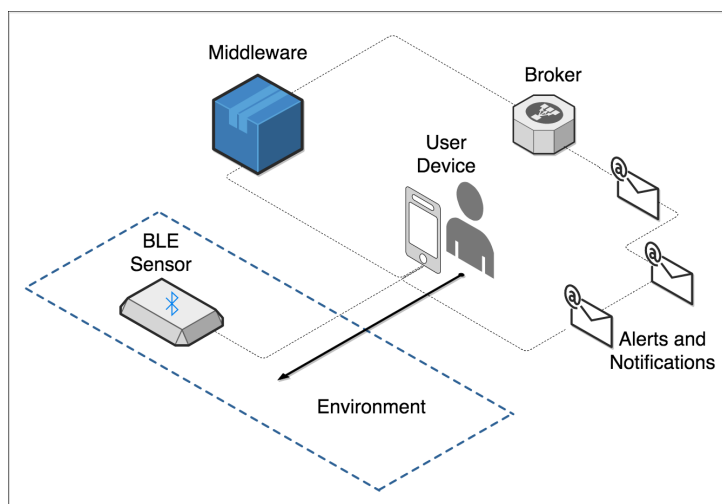 Middleware
Broker
User
Device
BLE
Sensor
@
@
@
Alerts and
Notifications
Environment